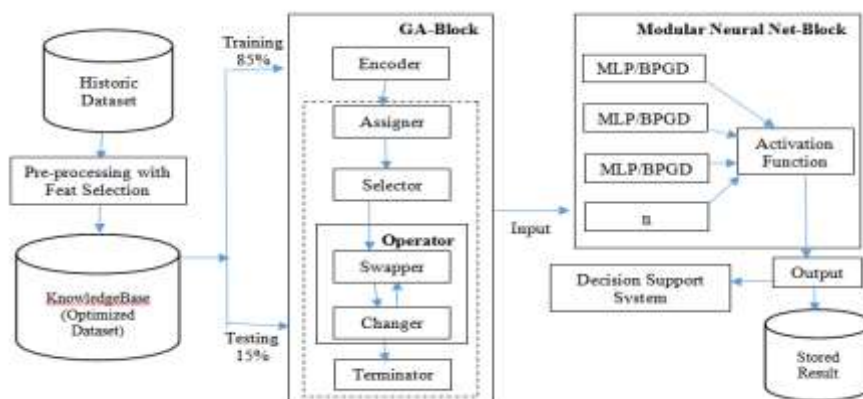 Historic
Dataset
Pre-processing with
Feat Selection
KnowledgeBase
(Optimized
Dataset)
Training
85%
Testing
15%
GA-Block
Encoder
Assigner
Selector
Operator
Swapper
Changer
Terminator
Input
Modular Neural Net-Block
MLP/BPGD
MLP/BPGD
MLP/BPGD
n
Activation
Function
Output
Decision Support
System
Stored
Result